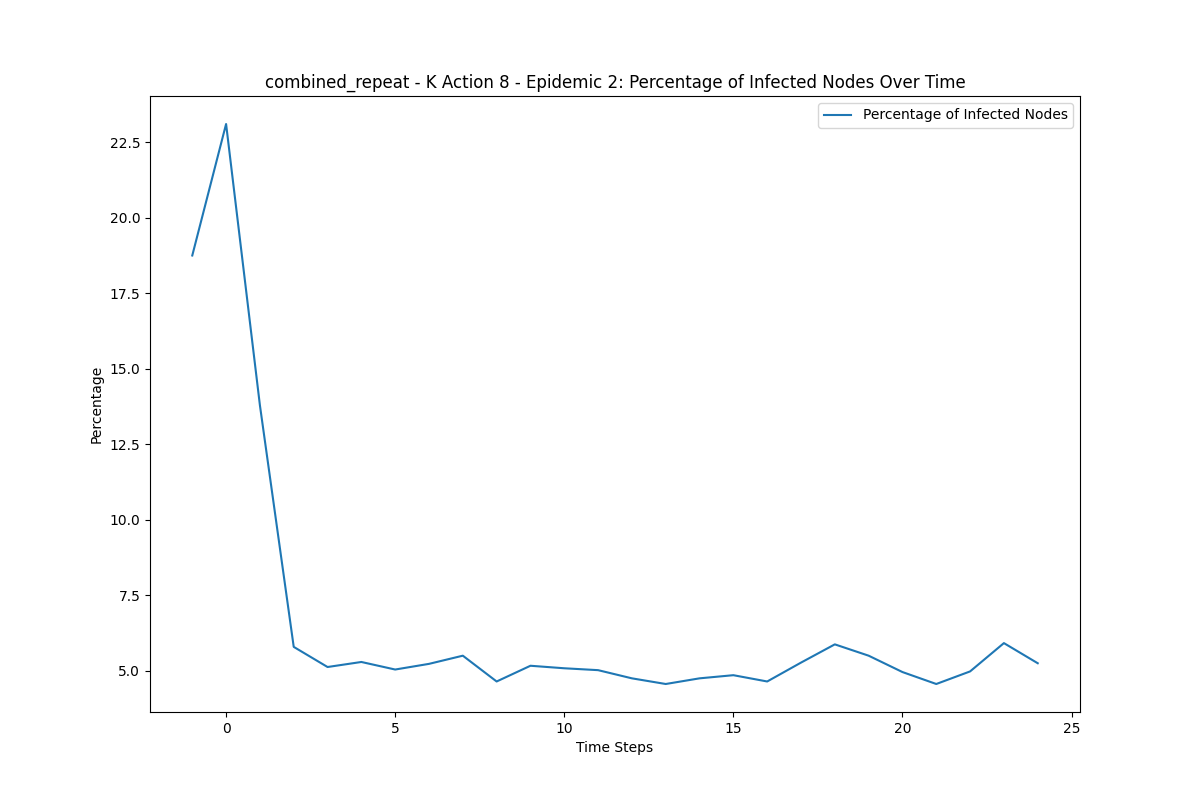 combined_repeat - K Action 8 - Epidemic 2: Percentage of Infected Nodes Over Time
Percentage of Infected Nodes
22.5
20.0
17.5
15.0
12.5
10.0
7.5
5.0
Percentage
0 5 10 15 20 25
Time Steps